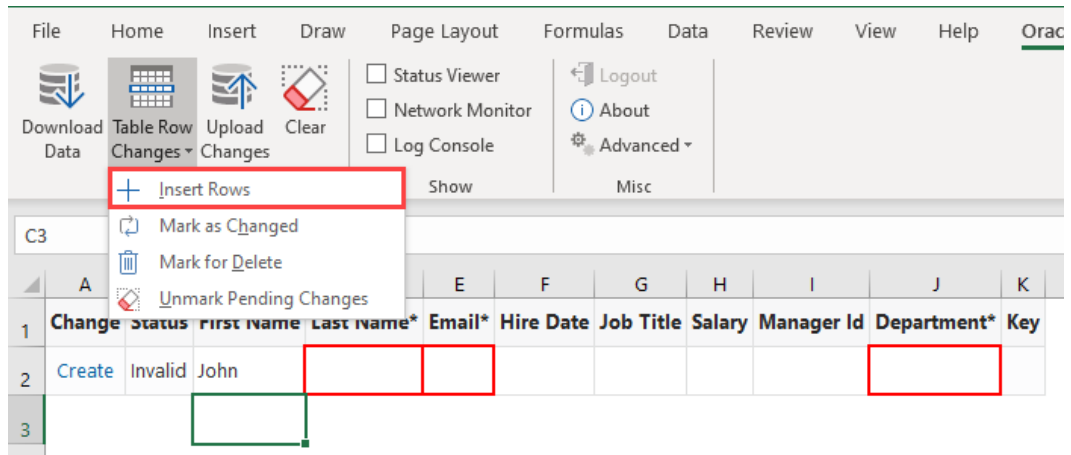 File Home Insert Draw Page Layout Formulas Data Review View Help Orac
Download Data
Table Row Changes
Upload Changes
Clear
Status Viewer
Network Monitor
Log Console
Show
Logout
About
Advanced
Misc
Insert Rows
Mark as Changed
Mark for Delete
Unmark Pending Changes
C3
A E F G H I J K
1 Change Status First Name Last Name* Email* Hire Date Job Title Salary Manager Id Department* Key
2 Create Invalid John
3